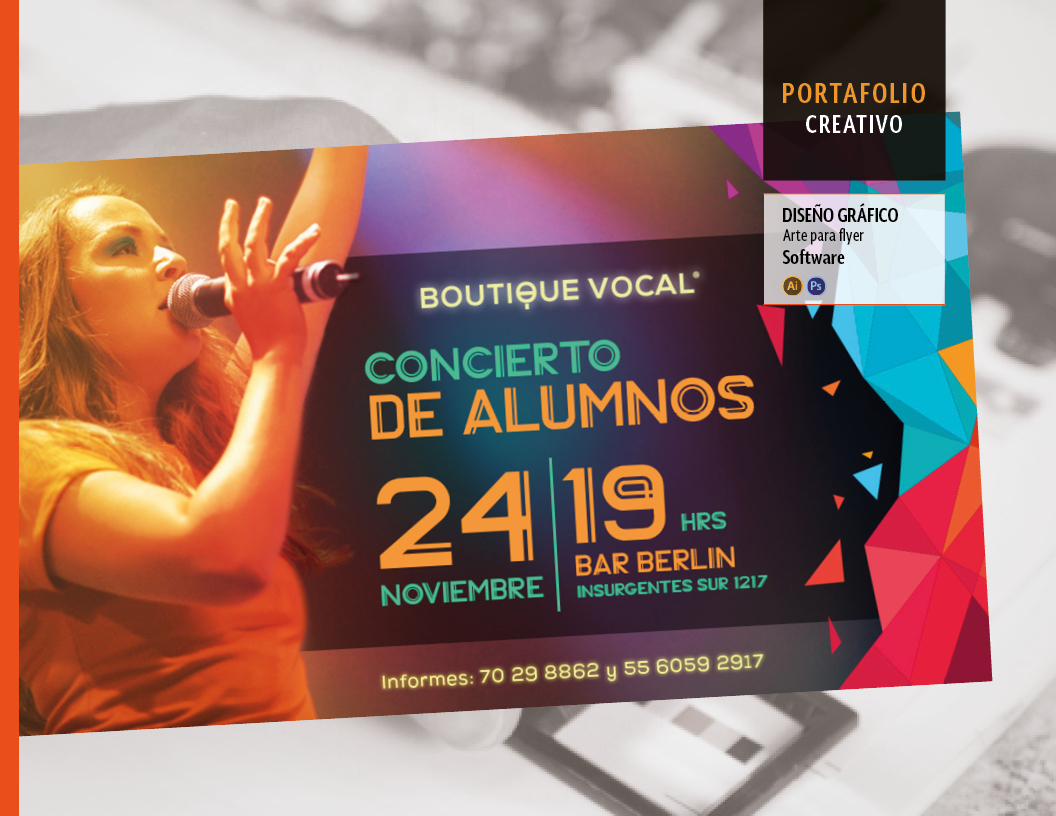 PORTAFOLIO
CREATIVO
DISEÑO GRÁFICO
Arte para flyer
Software
Ai Ps
BOUTIQUE VOCAL®
CONCIERTO
DE ALUMNOS
24
NOVIEMBRE
19 HRS
BAR BERLIN
INSURGENTES SUR 1217
Informes: 70 29 8862 y 55 6059 2917